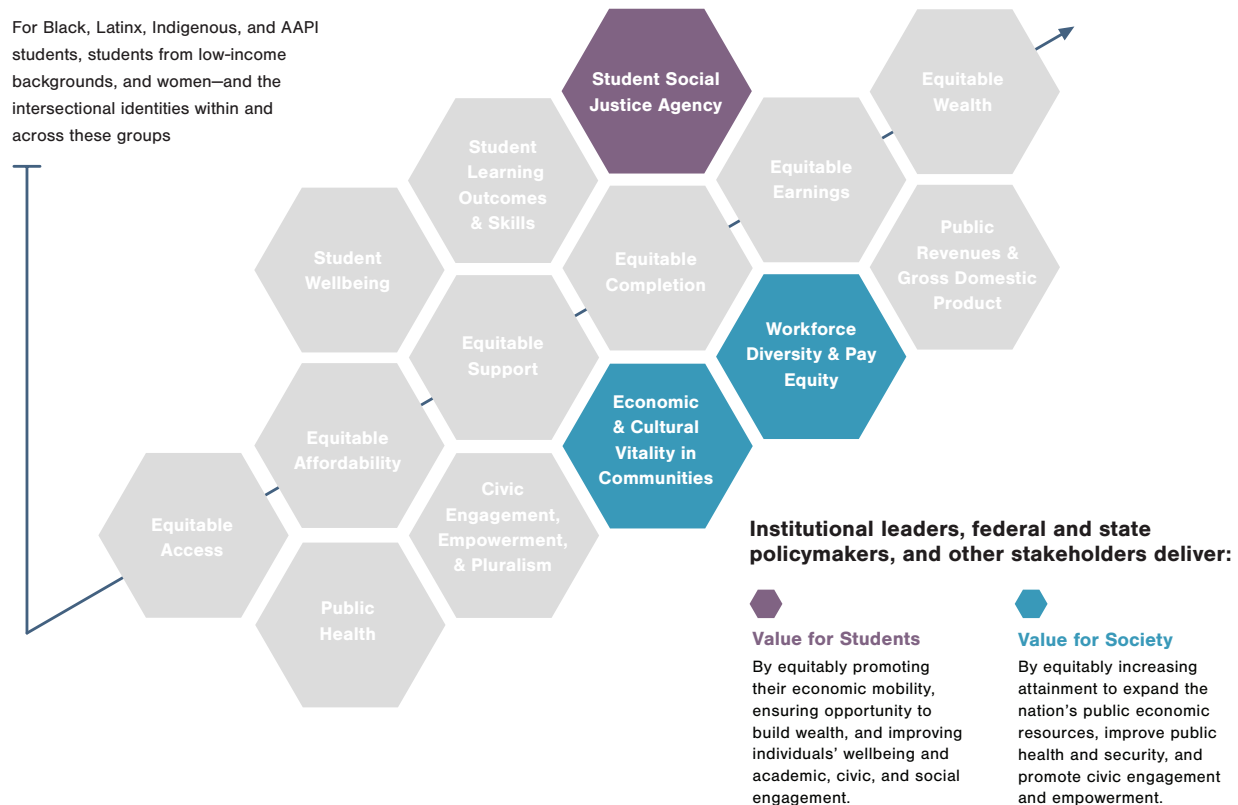 For Black, Latinx, Indigenous, and AAPI
students, students from low-income
backgrounds, and women—and the
intersectional identities within and
across these groups
Student Social
Justice Agency
Equitable
Wealth
Student
Learning
Outcomes
& Skills
Equitable
Earnings
Student
Wellbeing
Equitable
Completion
Public
Revenues &
Gross Domestic
Product
Equitable
Support
Workforce
Diversity & Pay
Equity
Equitable
Affordability
Economic
& Cultural
Vitality in
Communities
Equitable
Access
Civic
Engagement,
Empowerment,
& Pluralism
Public
Health
Institutional leaders, federal and state
policymakers, and other stakeholders deliver:
Value for Students
By equitably promoting
their economic mobility,
ensuring opportunity to
build wealth, and improving
individuals’ wellbeing and
academic, civic, and social
engagement.
Value for Society
By equitably increasing
attainment to expand the
nation’s public economic
resources, improve public
health and security, and
promote civic engagement
and empowerment.